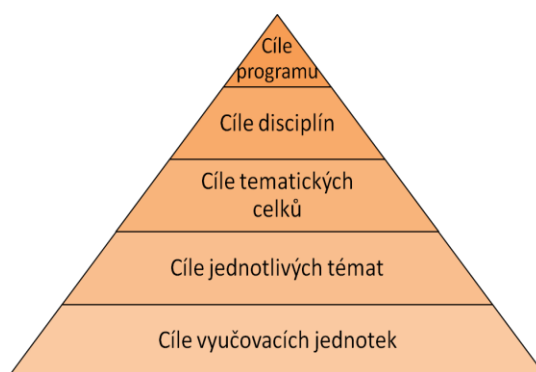 Cíle
programu
Cíle disciplín
Cíle tematických
celků
Cíle jednotlivých témat
Cíle vyučovacích jednotek